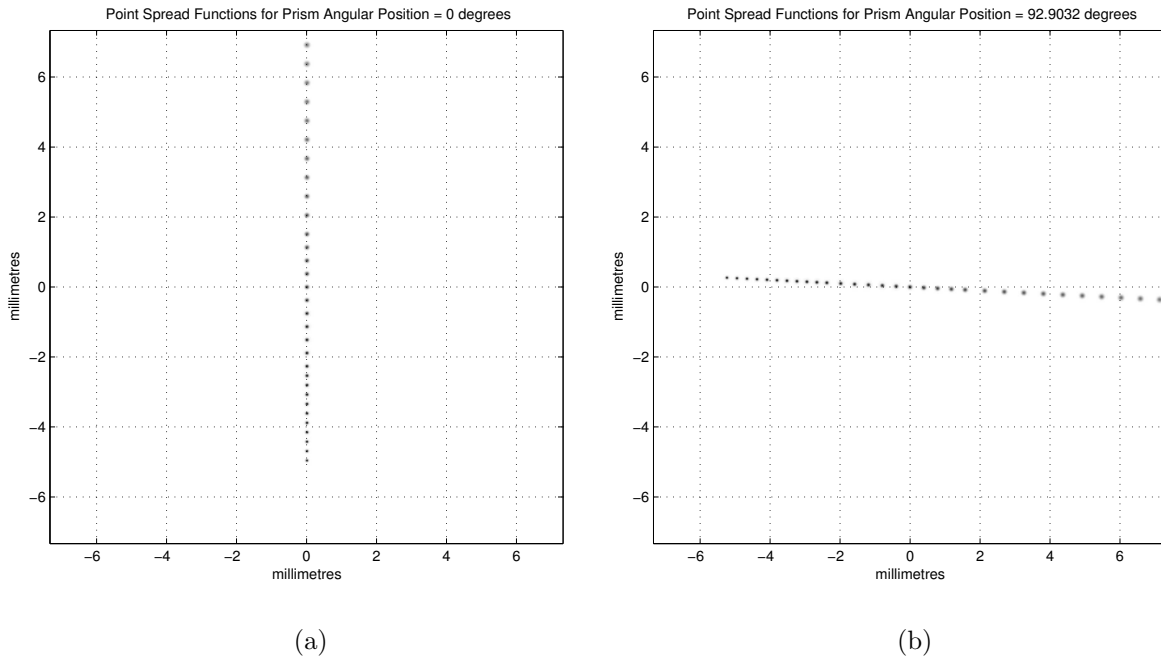 Point Spread Functions for Prism Angular Position = 0 degrees
6
4
2
0
−2
−4
−6
millimetres
−6 −4 −2 0 2 4 6
millimetres
(a)
Point Spread Functions for Prism Angular Position = 92.9032 degrees
6
4
2
0
−2
−4
−6
millimetres
−6 −4 −2 0 2 4 6
millimetres
(b)